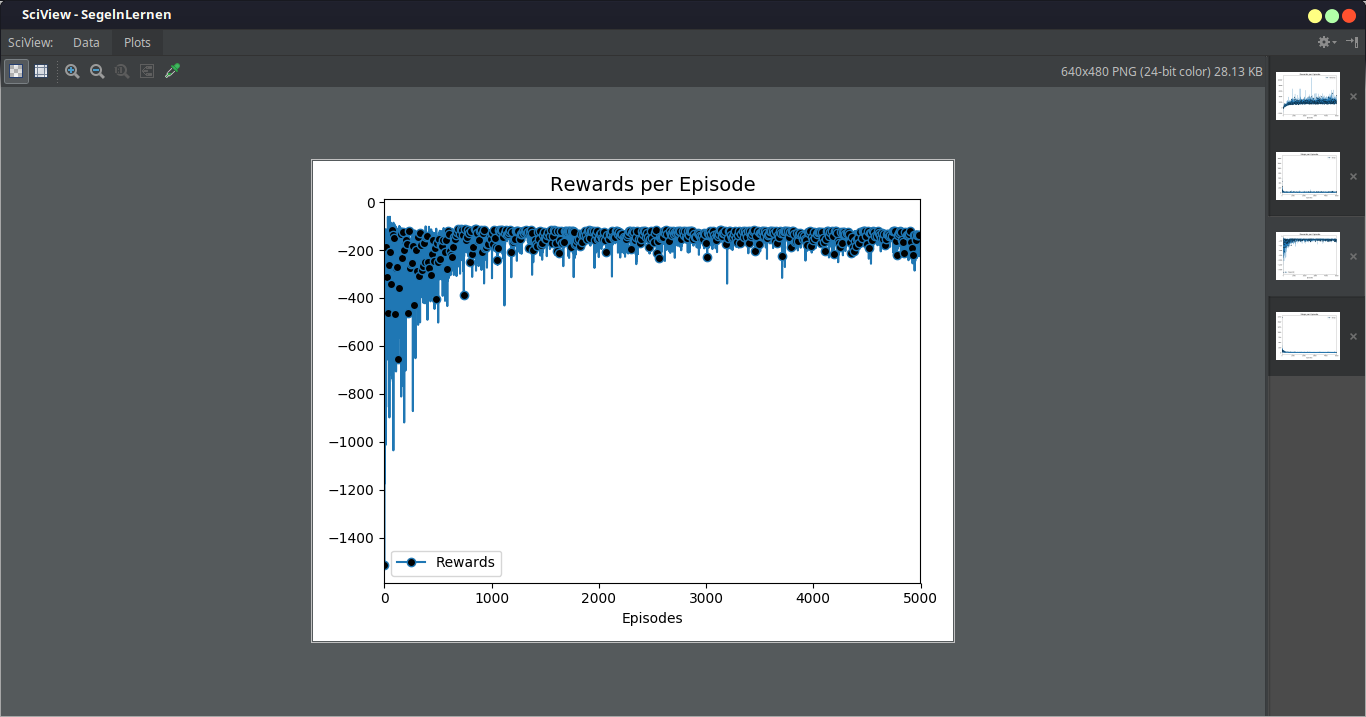 SciView - SegelnLernen
SciView: Data Plots
640x480 PNG (24-bit color) 28.13 KB
Rewards per Episode
0
−200
−400
−600
−800
−1000
−1200
−1400
Rewards
0 1000 2000 3000 4000 5000
Episodes